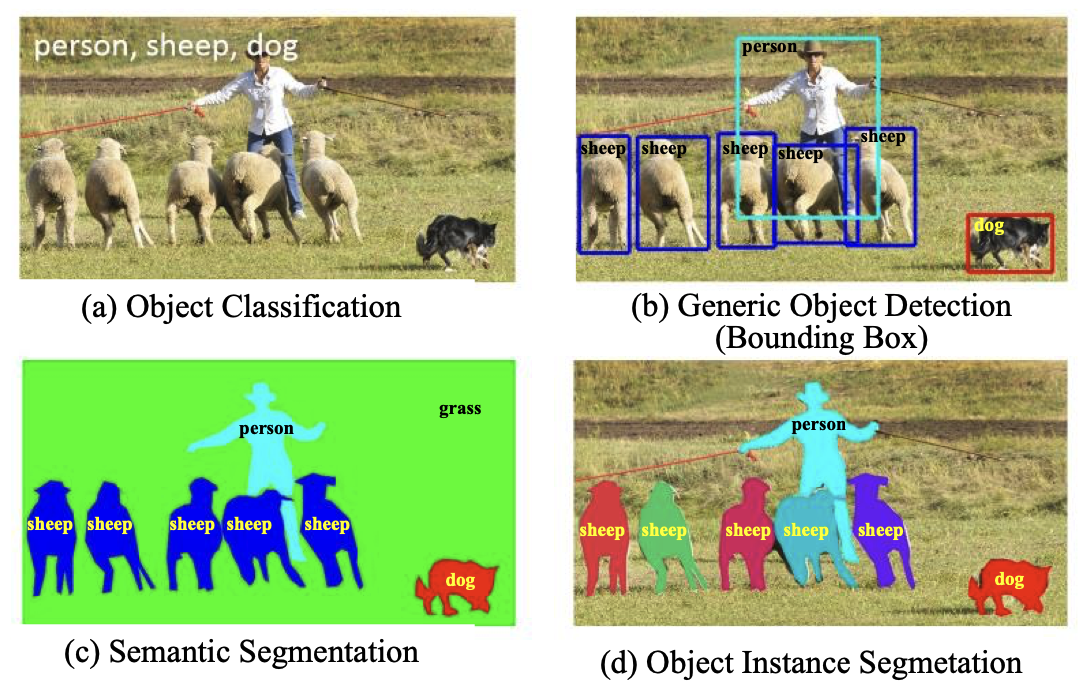 person, sheep, dog
(a) Object Classification
person
sheep
sheep
sheep
sheep
sheep
dog
(b) Generic Object Detection
(Bounding Box)
grass
person
sheep
sheep
sheep
sheep
sheep
dog
(c) Semantic Segmentation
person
sheep
sheep
sheep
sheep
sheep
dog
(d) Object Instance Segmetation